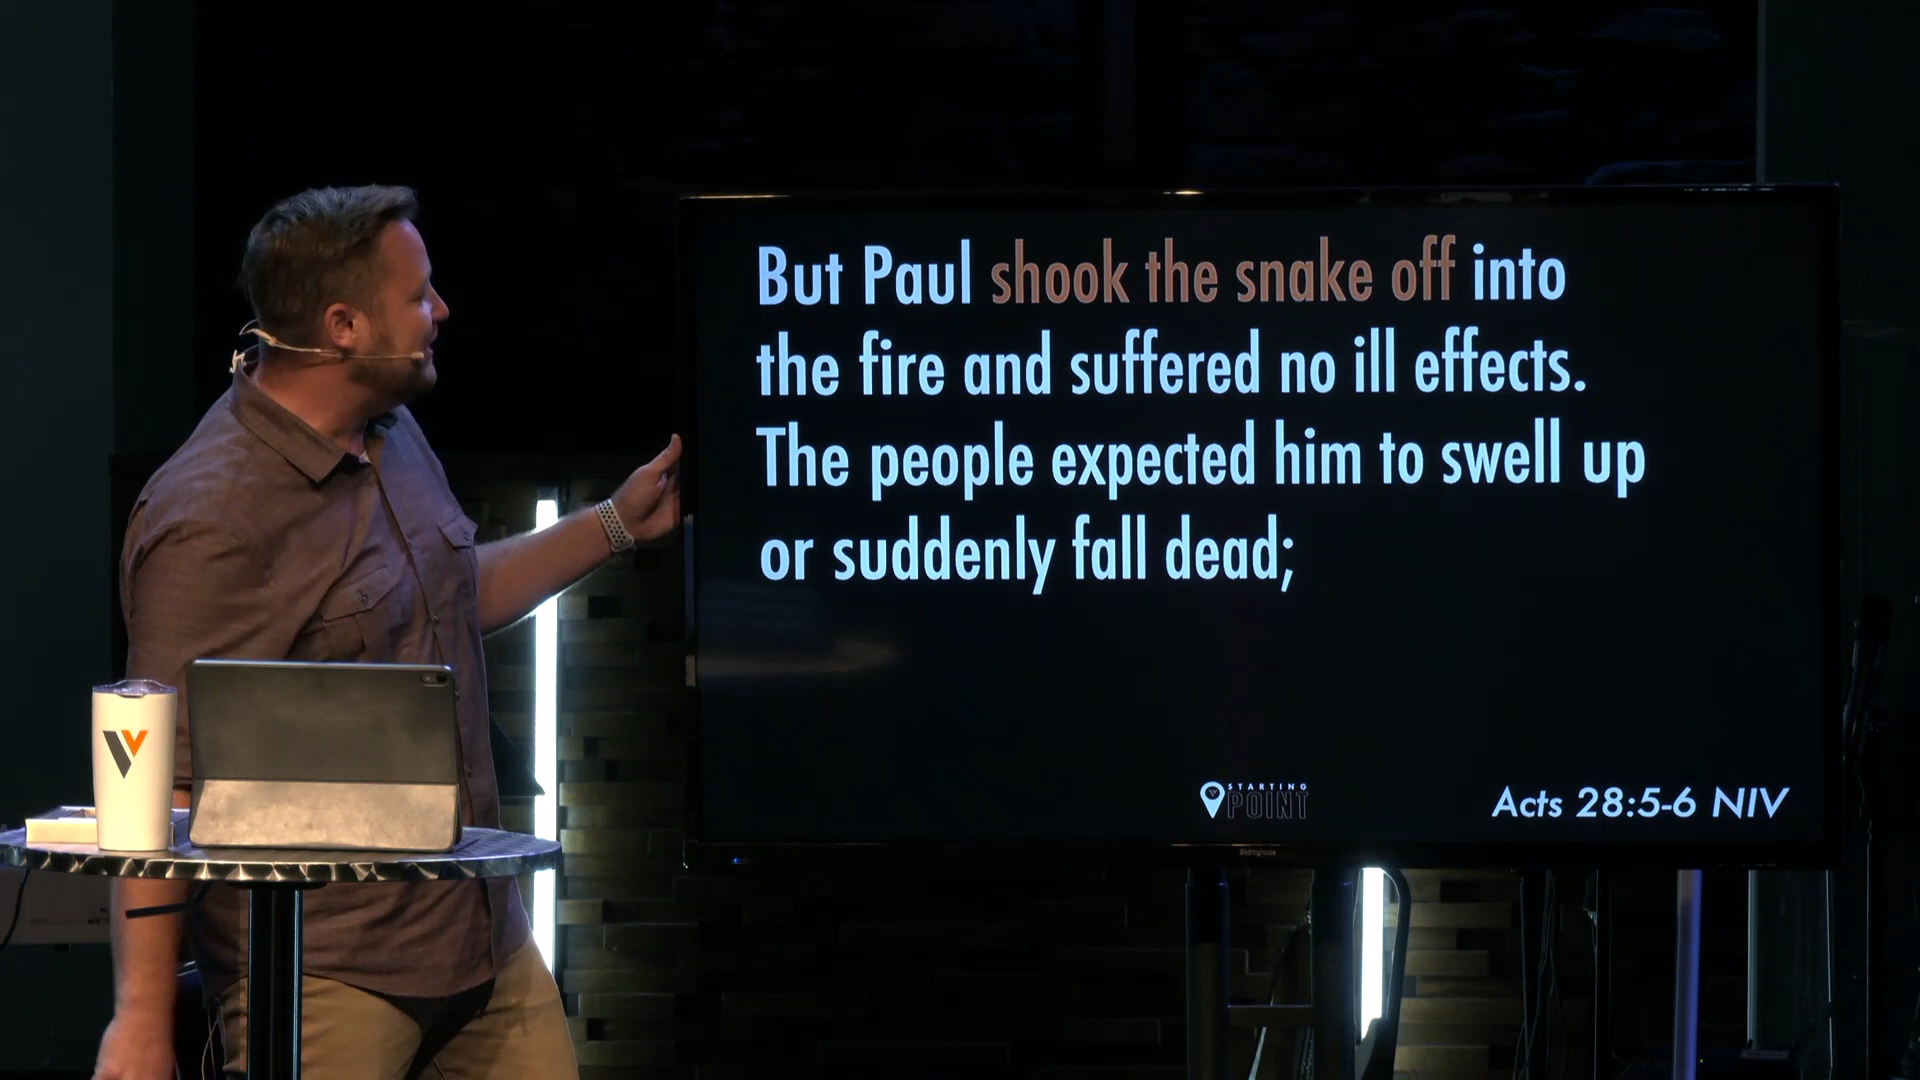 But Paul shook the snake off into
the fire and suffered no ill effects.
The people expected him to swell up
or suddenly fall dead;
STARTING
POINT
Acts 28:5-6 NIV
Westinghouse